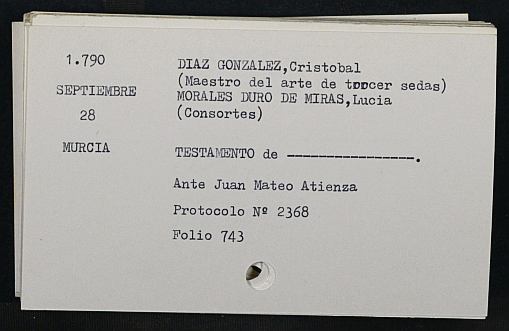 1.790
SEPTIEMBRE
28
MURCIA
DIAZ GONZALEZ,Cristobal
(Maestro del arte de torcer sedas)
MORALES DURO DE MIRAS,Lucia
(Consortes)
TESTAMENTO de ----------------.
Ante Juan Mateo Atienza
Protocolo Nº 2368
Folio 743